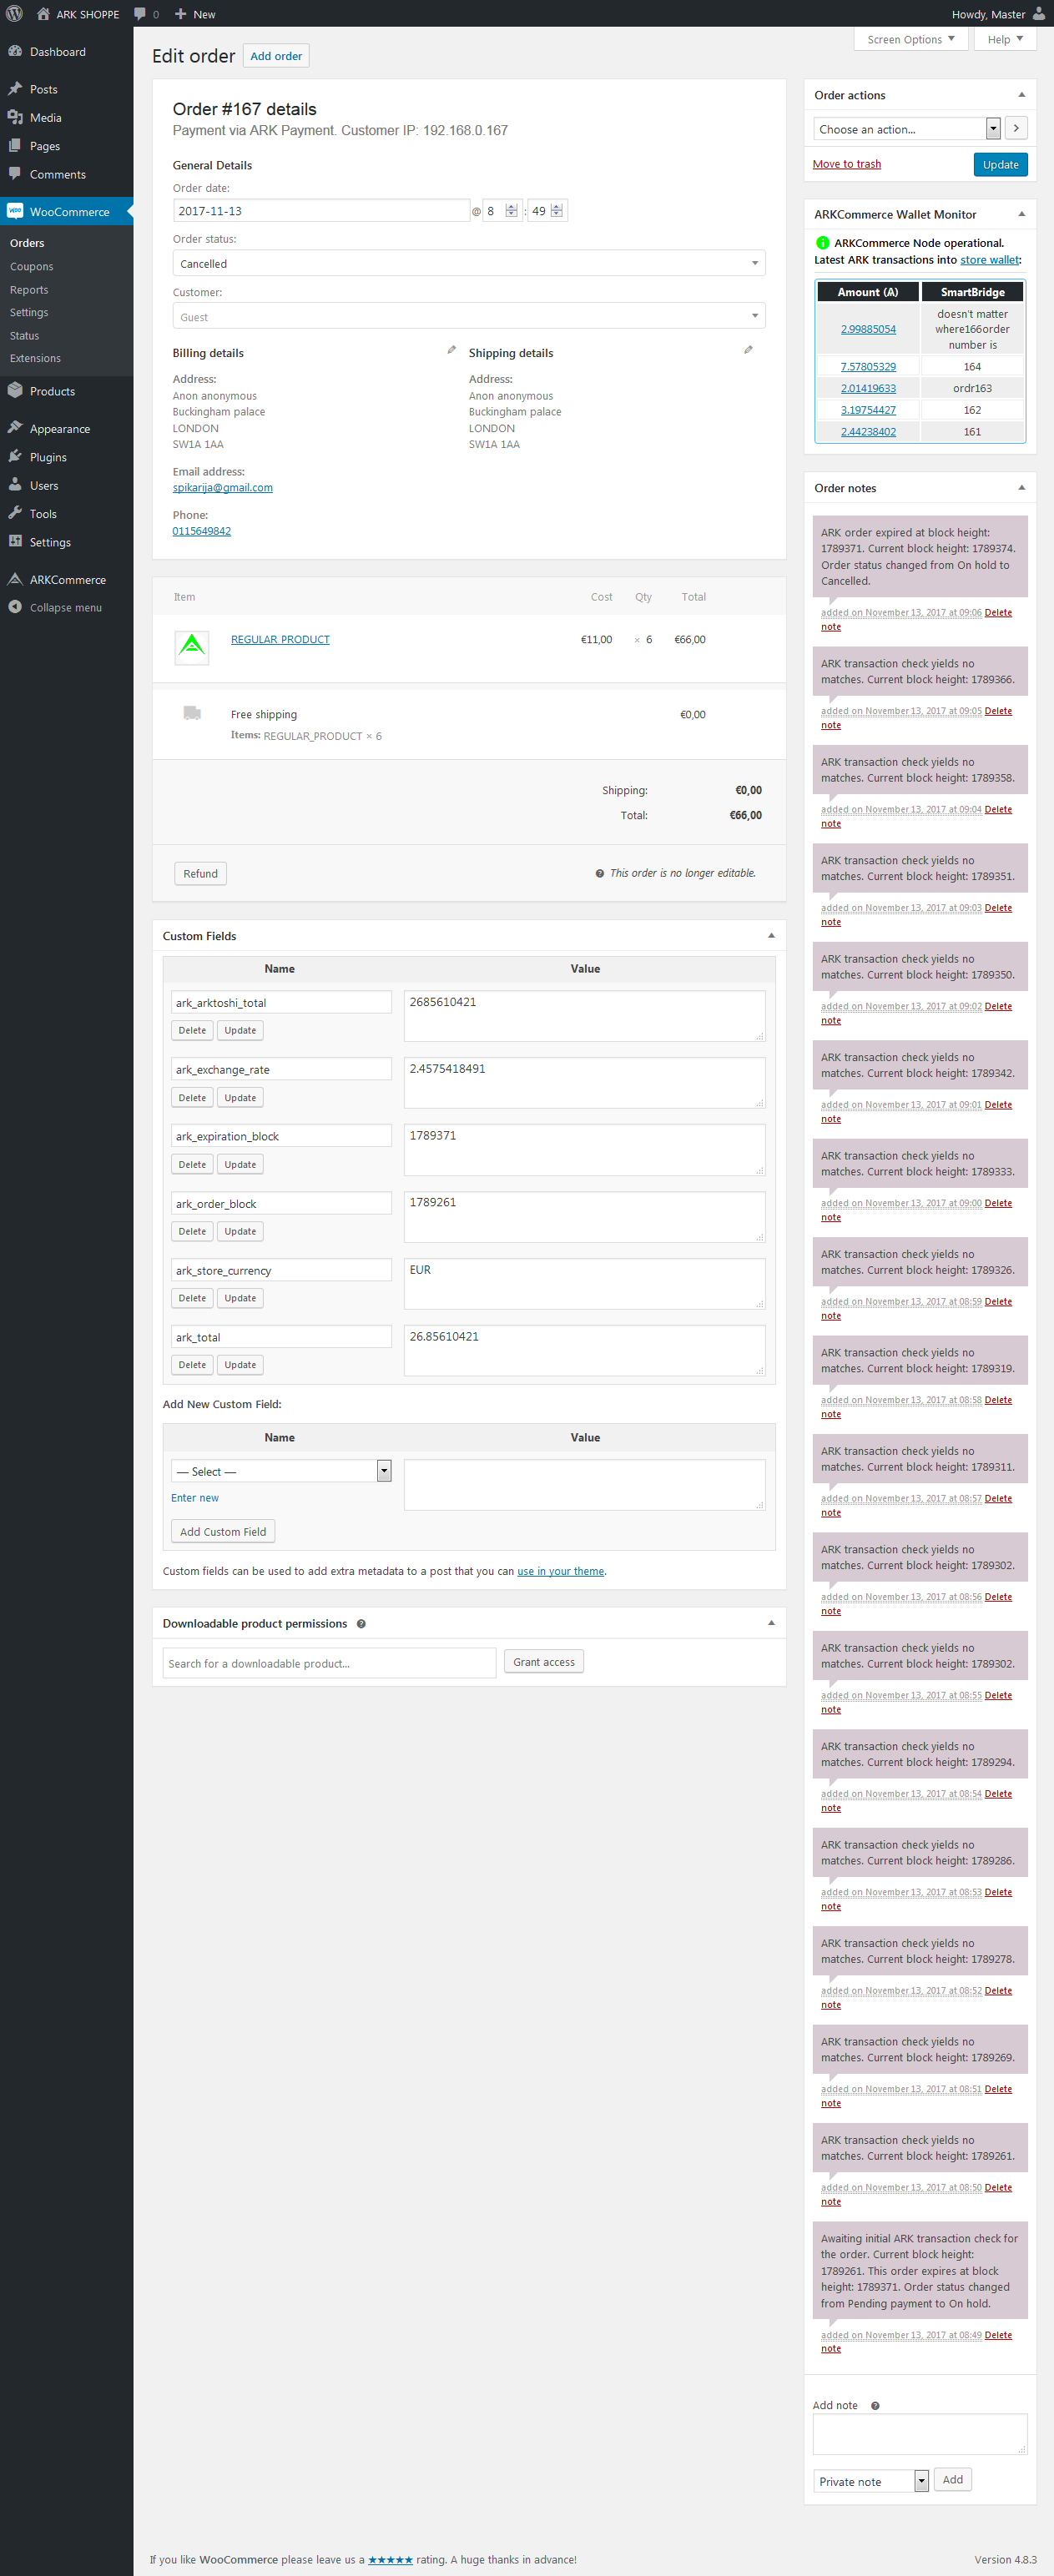 ARK SHOPPE 0 New Howdy, Master
Screen Options Help
Dashboard
Posts
Media
Pages
Comments
WooCommerce
Orders
Coupons
Reports
Settings
Status
Extensions
Products
Appearance
Plugins
Users
Tools
Settings
ARKCommerce
Collapse menu
Edit order Add order
Order #167 details
Payment via ARK Payment. Customer IP: 192.168.0.167
General Details
Order date:
2017-11-13 @ 8 : 49
Order status:
Cancelled
Customer:
Guest
Billing details
Address:
Anon anonymous
Buckingham palace
LONDON
SW1A 1AA
Email address:
spikarija@gmail.com
Phone:
0115649842
Shipping details
Address:
Anon anonymous
Buckingham palace
LONDON
SW1A 1AA
Item Cost Qty Total
REGULAR_PRODUCT €11,00 × 6 €66,00
Free shipping €0,00
Items: REGULAR_PRODUCT × 6
Shipping: €0,00
Total: €66,00
Refund This order is no longer editable.
Custom Fields
Name Value
ark_arktoshi_total 2685610421
Delete Update
ark_exchange_rate 2.4575418491
Delete Update
ark_expiration_block 1789371
Delete Update
ark_order_block 1789261
Delete Update
ark_store_currency EUR
Delete Update
ark_total 26.85610421
Delete Update
Add New Custom Field:
Name Value
— Select —
Enter new
Add Custom Field
Custom fields can be used to add extra metadata to a post that you can use in your theme.
Downloadable product permissions
Search for a downloadable product... Grant access
Order actions
Choose an action...
Move to trash Update
ARKCommerce Wallet Monitor
ARKCommerce Node operational.
Latest ARK transactions into store wallet:
Amount (Ѧ) SmartBridge
2.99885054 doesn't matter
where166order
number is
7.57805329 164
2.01419633 ordr163
3.19754427 162
2.44238402 161
Order notes
ARK order expired at block height:
1789371. Current block height: 1789374.
Order status changed from On hold to
Cancelled.
added on November 13, 2017 at 09:06 Delete
note
ARK transaction check yields no
matches. Current block height: 1789366.
added on November 13, 2017 at 09:05 Delete
note
ARK transaction check yields no
matches. Current block height: 1789358.
added on November 13, 2017 at 09:04 Delete
note
ARK transaction check yields no
matches. Current block height: 1789351.
added on November 13, 2017 at 09:03 Delete
note
ARK transaction check yields no
matches. Current block height: 1789350.
added on November 13, 2017 at 09:02 Delete
note
ARK transaction check yields no
matches. Current block height: 1789342.
added on November 13, 2017 at 09:01 Delete
note
ARK transaction check yields no
matches. Current block height: 1789333.
added on November 13, 2017 at 09:00 Delete
note
ARK transaction check yields no
matches. Current block height: 1789326.
added on November 13, 2017 at 08:59 Delete
note
ARK transaction check yields no
matches. Current block height: 1789319.
added on November 13, 2017 at 08:58 Delete
note
ARK transaction check yields no
matches. Current block height: 1789311.
added on November 13, 2017 at 08:57 Delete
note
ARK transaction check yields no
matches. Current block height: 1789302.
added on November 13, 2017 at 08:56 Delete
note
ARK transaction check yields no
matches. Current block height: 1789302.
added on November 13, 2017 at 08:55 Delete
note
ARK transaction check yields no
matches. Current block height: 1789294.
added on November 13, 2017 at 08:54 Delete
note
ARK transaction check yields no
matches. Current block height: 1789286.
added on November 13, 2017 at 08:53 Delete
note
ARK transaction check yields no
matches. Current block height: 1789278.
added on November 13, 2017 at 08:52 Delete
note
ARK transaction check yields no
matches. Current block height: 1789269.
added on November 13, 2017 at 08:51 Delete
note
ARK transaction check yields no
matches. Current block height: 1789261.
added on November 13, 2017 at 08:50 Delete
note
Awaiting initial ARK transaction check for
the order. Current block height:
1789261. This order expires at block
height: 1789371. Order status changed
from Pending payment to On hold.
added on November 13, 2017 at 08:49 Delete
note
Add note
Private note Add
If you like WooCommerce please leave us a ★★★★★ rating. A huge thanks in advance! Version 4.8.3